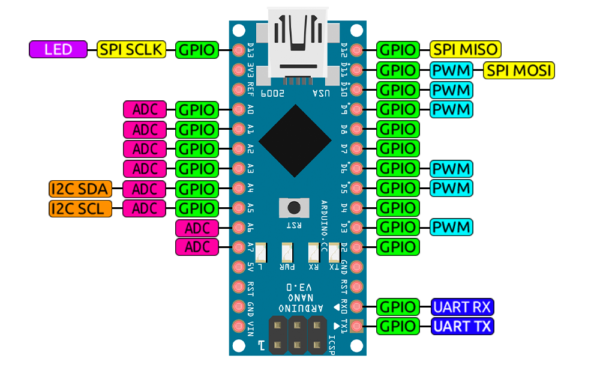 LED SPI SCLK GPIO D13 D12 GPIO SPI MISO
3V3 D11 GPIO PWM SPI MOSI
REF D10 GPIO PWM
2009 USA
ADC GPIO A0 D9 GPIO PWM
ADC GPIO A1 D8 GPIO
ADC GPIO A2 D7 GPIO
ADC GPIO A3 D6 GPIO PWM
I2C SDA ADC GPIO A4 D5 GPIO PWM
I2C SCL ADC GPIO A5 D4 GPIO
RST ARDUINO.CC
ADC A6 D3 GPIO PWM
ADC A7 D2 GPIO
5V GND
L PWR RX TX
RST RST
GND RX0 GPIO UART RX
VIN TX1 GPIO UART TX
ARDUINO
NANO
V3.0
1 ICSP